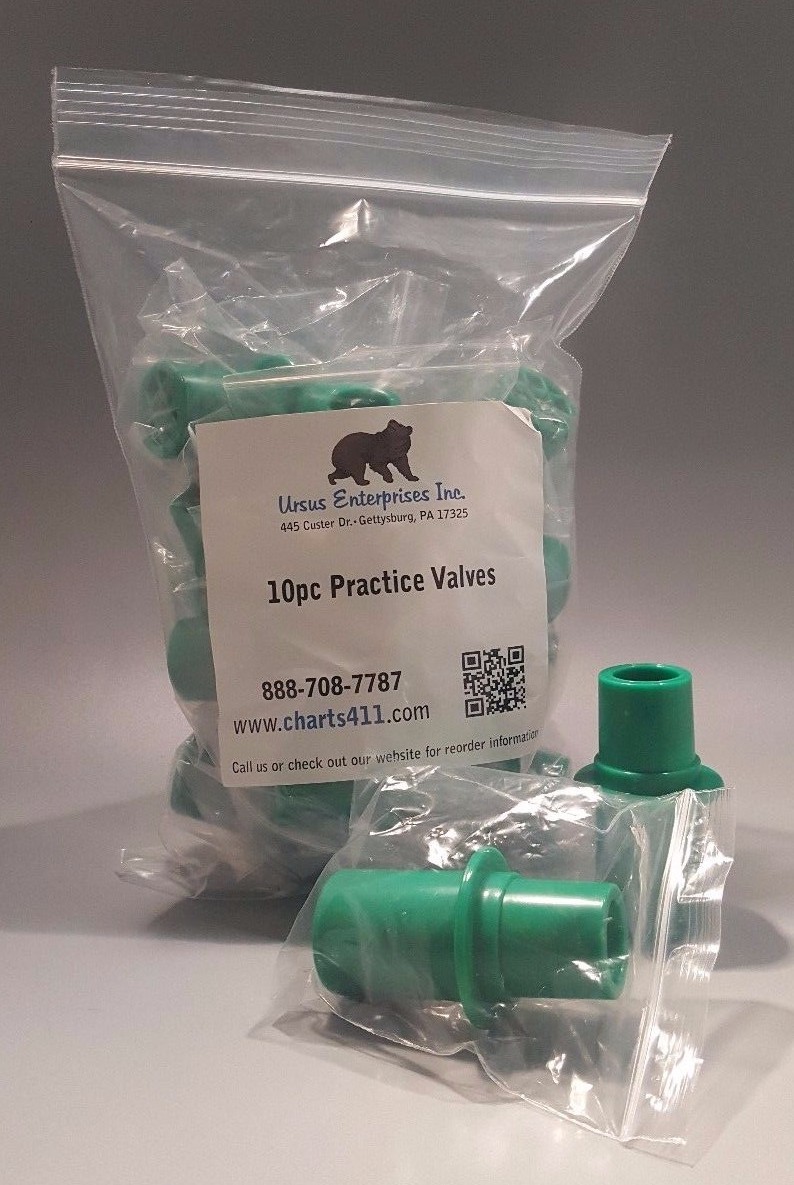 Ursus Enterprises Inc.
445 Custer Dr. • Gettysburg, PA 17325
10pc Practice Valves
888-708-7787
www.charts411.com
Call us or check out our website for reorder information